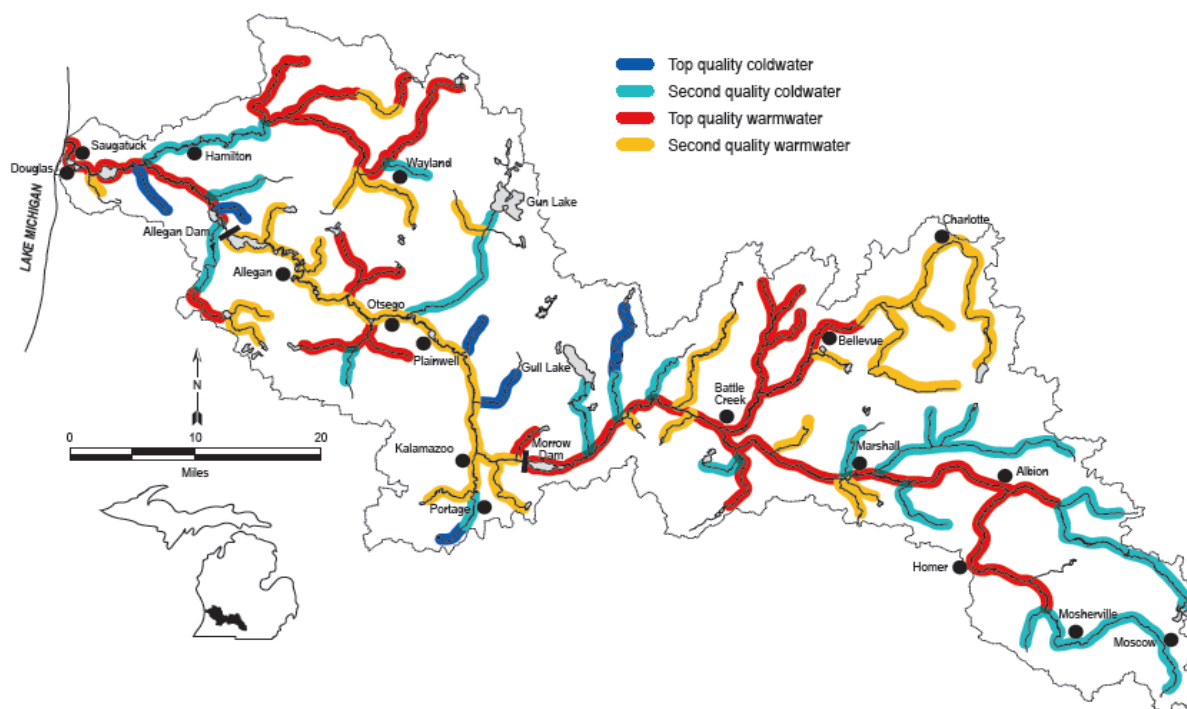 Top quality coldwater
Second quality coldwater
Top quality warmwater
Second quality warmwater
Saugatuck
Douglas
Hamilton
Wayland
Gun Lake
LAKE MICHIGAN
Allegan Dam
Charlotte
Allegan
Otsego
Plainwell
Gull Lake
Bellevue
Battle
Creek
N
0 10 20
Miles
Kalamazoo
Morrow
Dam
Marshall
Albion
Portage
Homer
Mosherville
Moscow